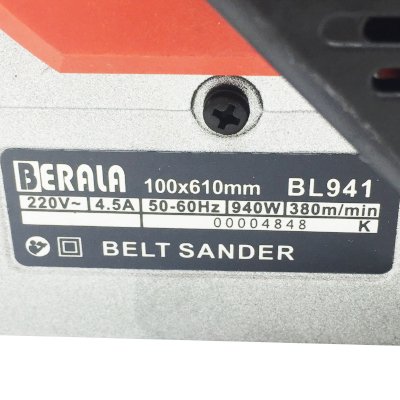 BERALA 100x610mm BL941
220V~ 4.5A 50-60Hz 940W 380m/min
00004848 K
BELT SANDER